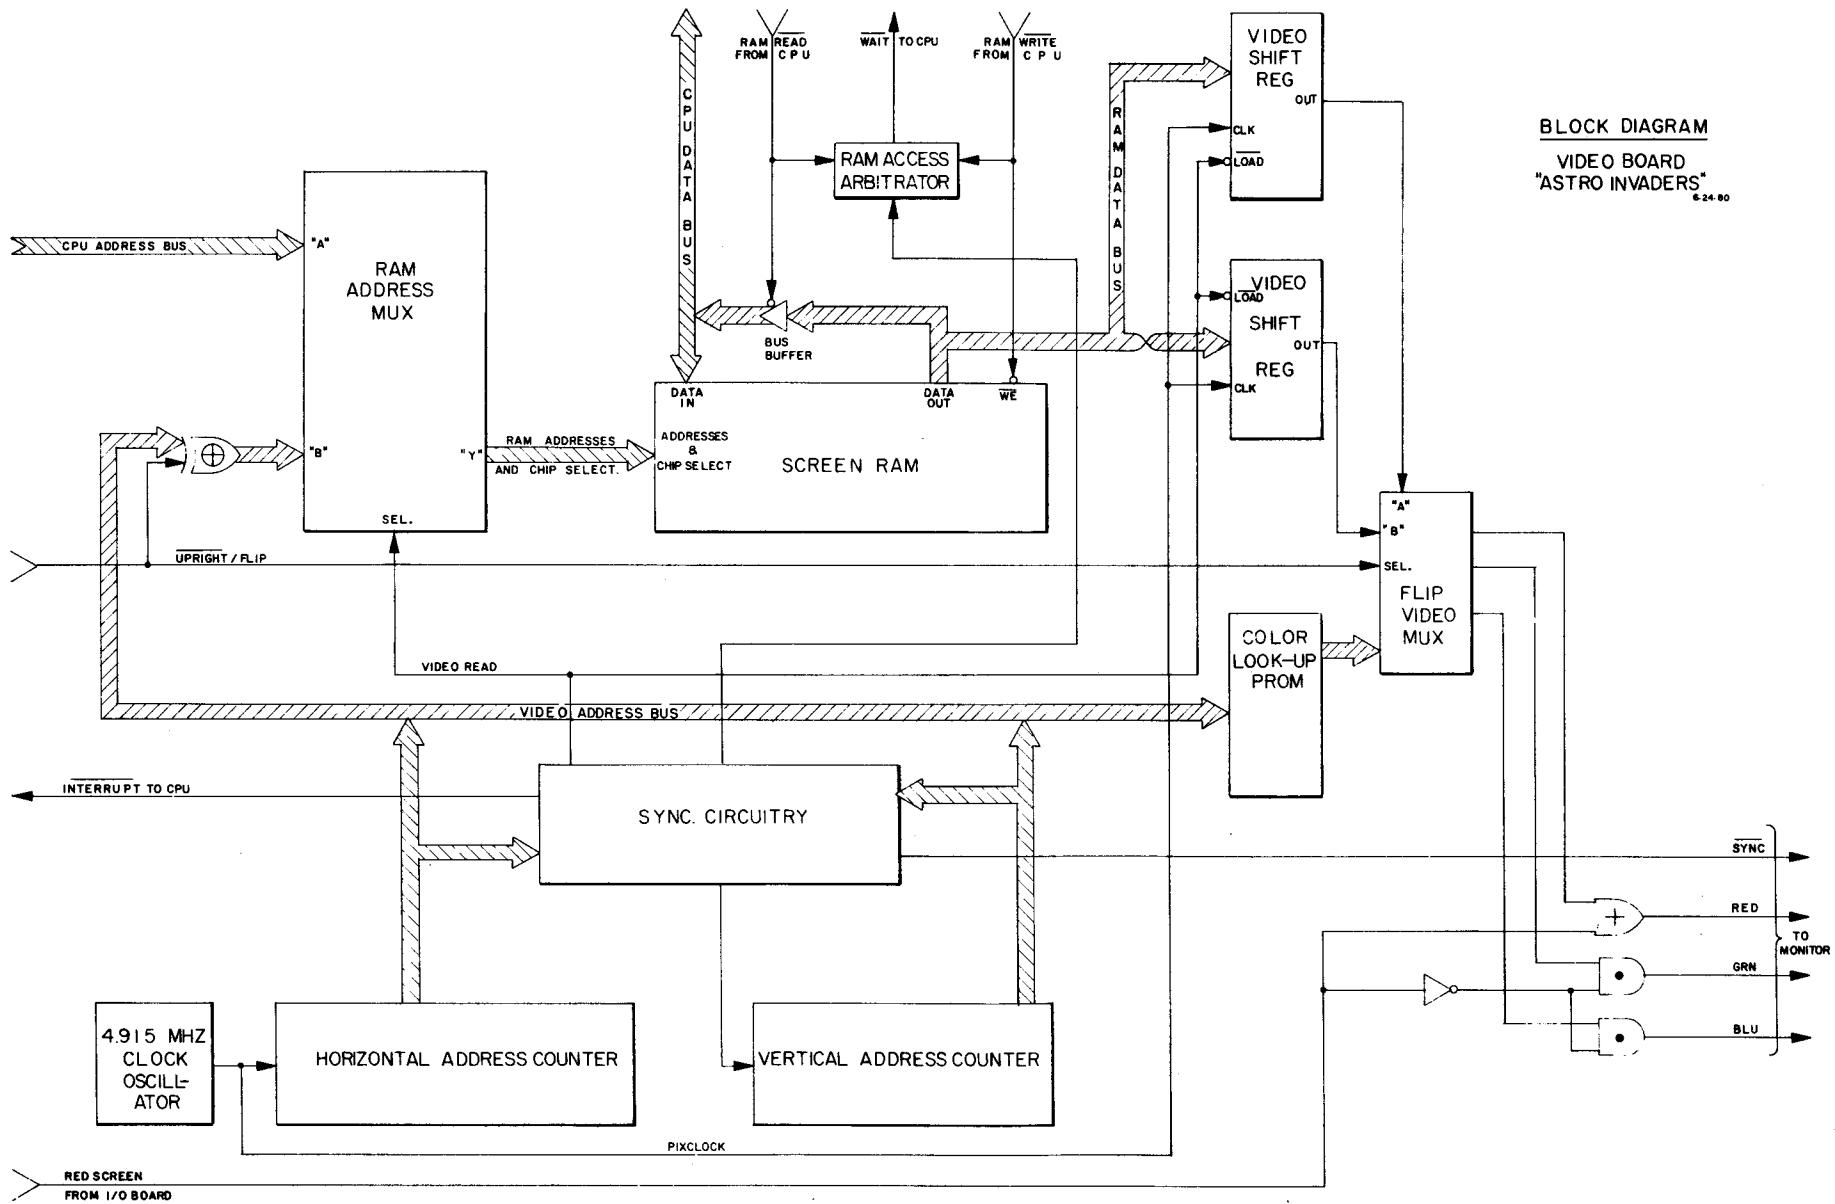 RAM READ
FROM CPU
WAIT TO CPU
RAM WRITE
FROM CPU
VIDEO
SHIFT
REG
OUT
CLK
LOAD
BLOCK DIAGRAM
VIDEO BOARD
"ASTRO INVADERS"
6-24-80
CPU DATA BUS
RAM ACCESS
ARBITRATOR
RAM DATA BUS
CPU ADDRESS BUS
"A"
RAM
ADDRESS
MUX
"B"
"Y"
SEL.
BUS
BUFFER
LOAD
VIDEO
SHIFT
REG
OUT
CLK
DATA
IN
DATA
OUT
WE
RAM ADDRESSES
AND CHIP SELECT.
ADDRESSES
&
CHIP SELECT
SCREEN RAM
UPRIGHT / FLIP
"A"
"B"
SEL.
FLIP
VIDEO
MUX
COLOR
LOOK-UP
PROM
VIDEO READ
VIDEO ADDRESS BUS
INTERRUPT TO CPU
SYNC. CIRCUITRY
SYNC
RED
GRN
BLU
TO
MONITOR
4.915 MHZ
CLOCK
OSCILL-
ATOR
HORIZONTAL ADDRESS COUNTER
VERTICAL ADDRESS COUNTER
PIXCLOCK
RED SCREEN
FROM I/O BOARD